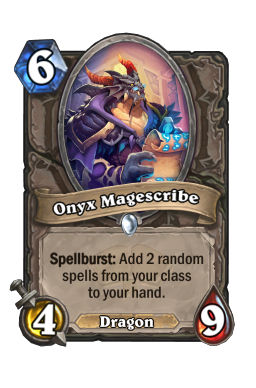 6
Onyx Magescribe
Spellburst: Add 2 random
spells from your class
to your hand.
4
Dragon
9